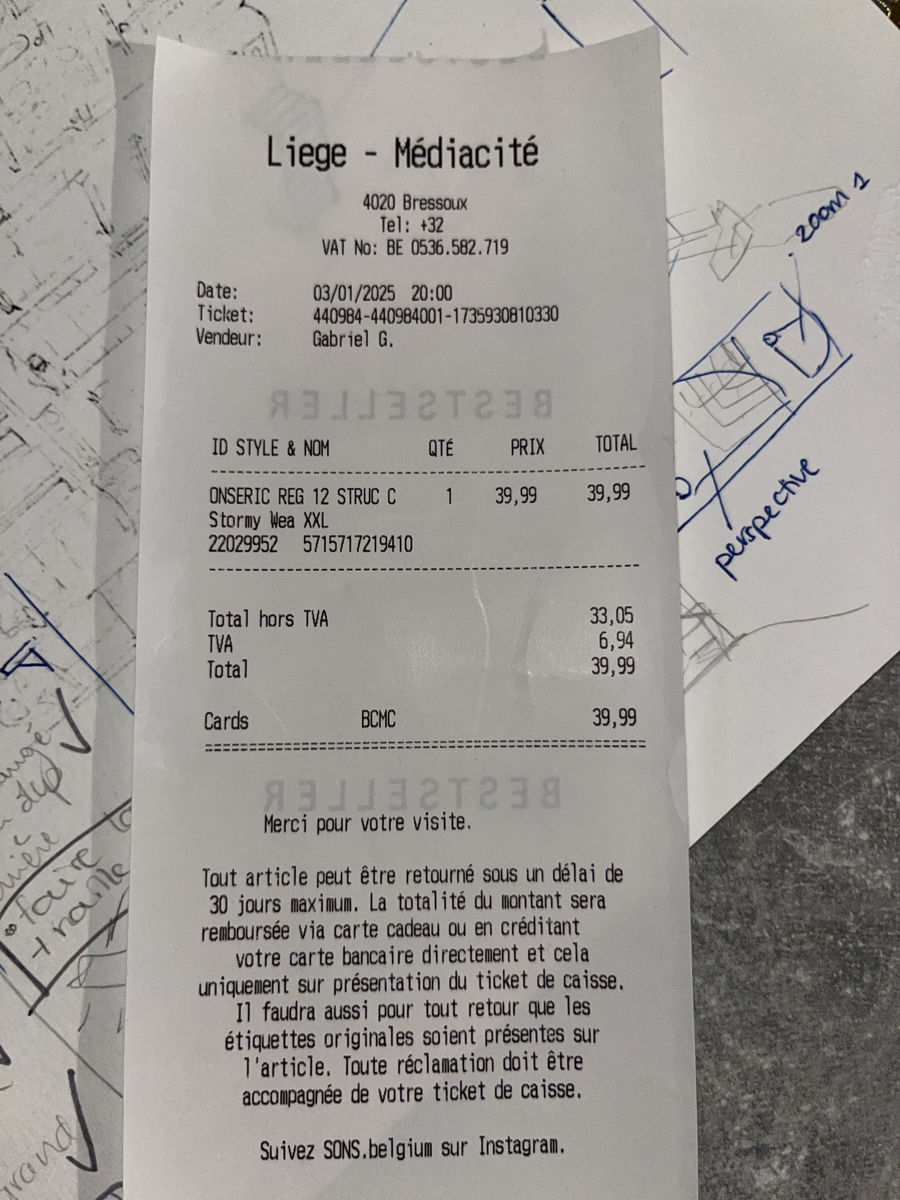 Liege - Médiacité
4020 Bressoux
Tel: +32
VAT No: BE 0536.582.719
Date: 03/01/2025 20:00
Ticket: 440984-440984001-1735930810330
Vendeur: Gabriel G.
BESTSELLER
ID STYLE & NOM QTÉ PRIX TOTAL
ONSERIC REG 12 STRUC C 1 39,99 39,99
Stormy Wea XXL
22029952 5715717219410
Total hors TVA 33,05
TVA 6,94
Total 39,99
Cards BCMC 39,99
BESTSELLER
Merci pour votre visite.
Tout article peut être retourné sous un délai de
30 jours maximum. La totalité du montant sera
remboursée via carte cadeau ou en créditant
votre carte bancaire directement et cela
uniquement sur présentation du ticket de caisse.
Il faudra aussi pour tout retour que les
étiquettes originales soient présentes sur
l'article. Toute réclamation doit être
accompagnée de votre ticket de caisse.
Suivez SONS.belgium sur Instagram.
zoom 1
perspective
faire
grand